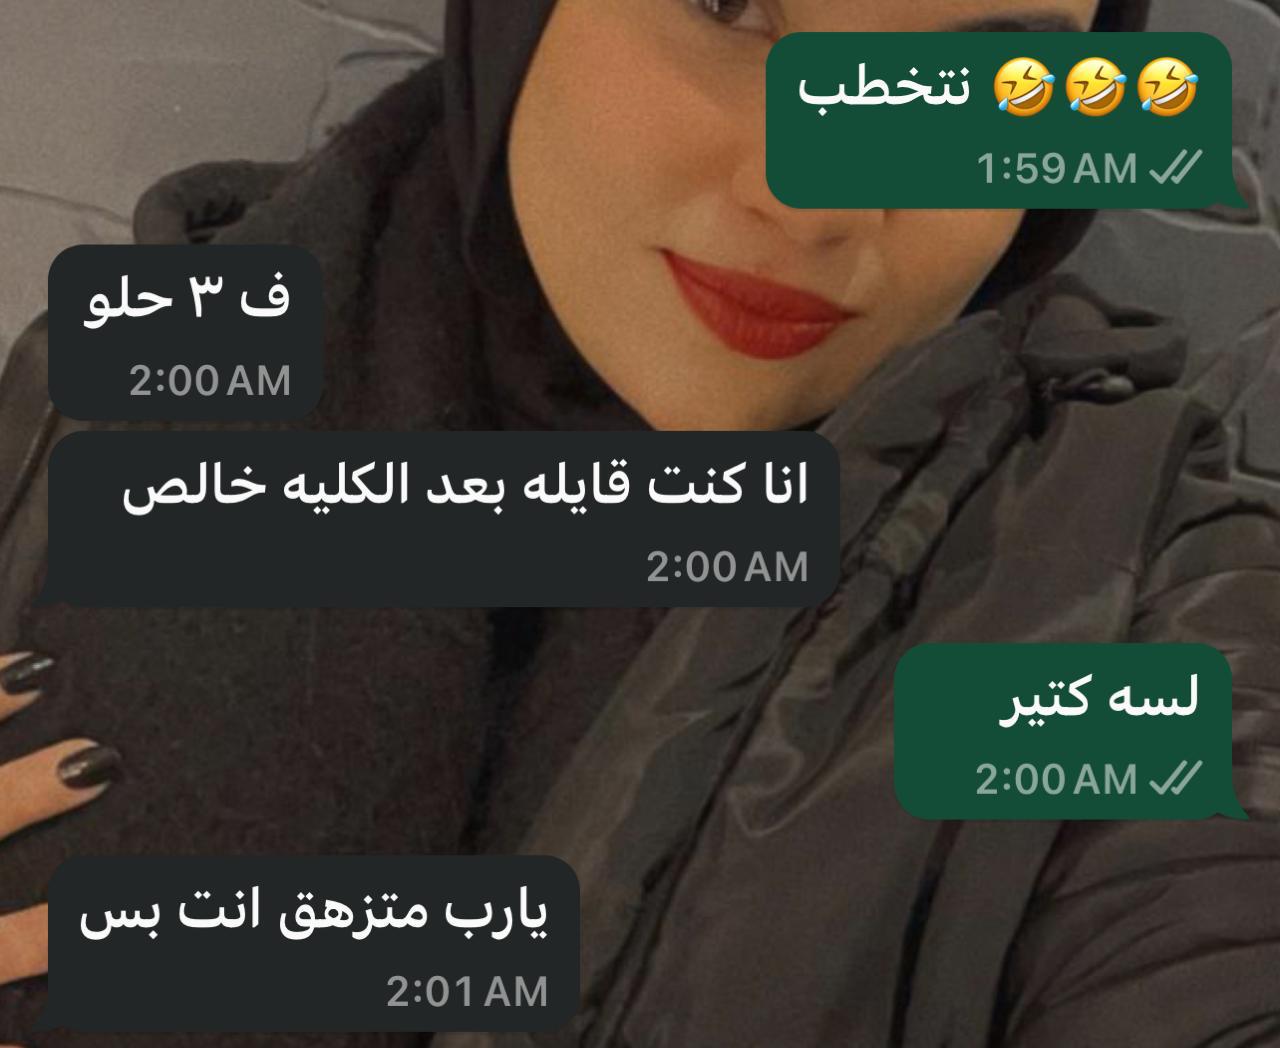 نتخطب 🤣🤣🤣
1:59 AM
ف ٣ حلو
2:00 AM
انا كنت قايله بعد الكليه خالص
2:00 AM
لسه كتير
2:00 AM
يارب متزهق انت بس
2:01 AM